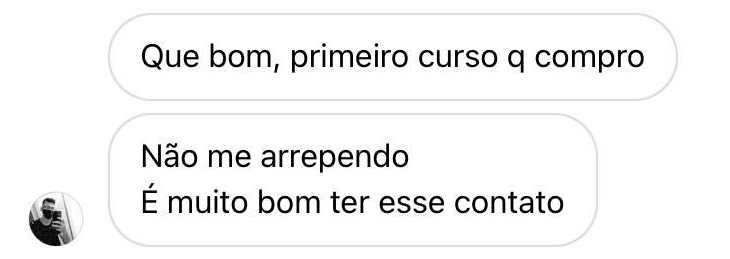 Que bom, primeiro curso q compro
Não me arrependo
É muito bom ter esse contato